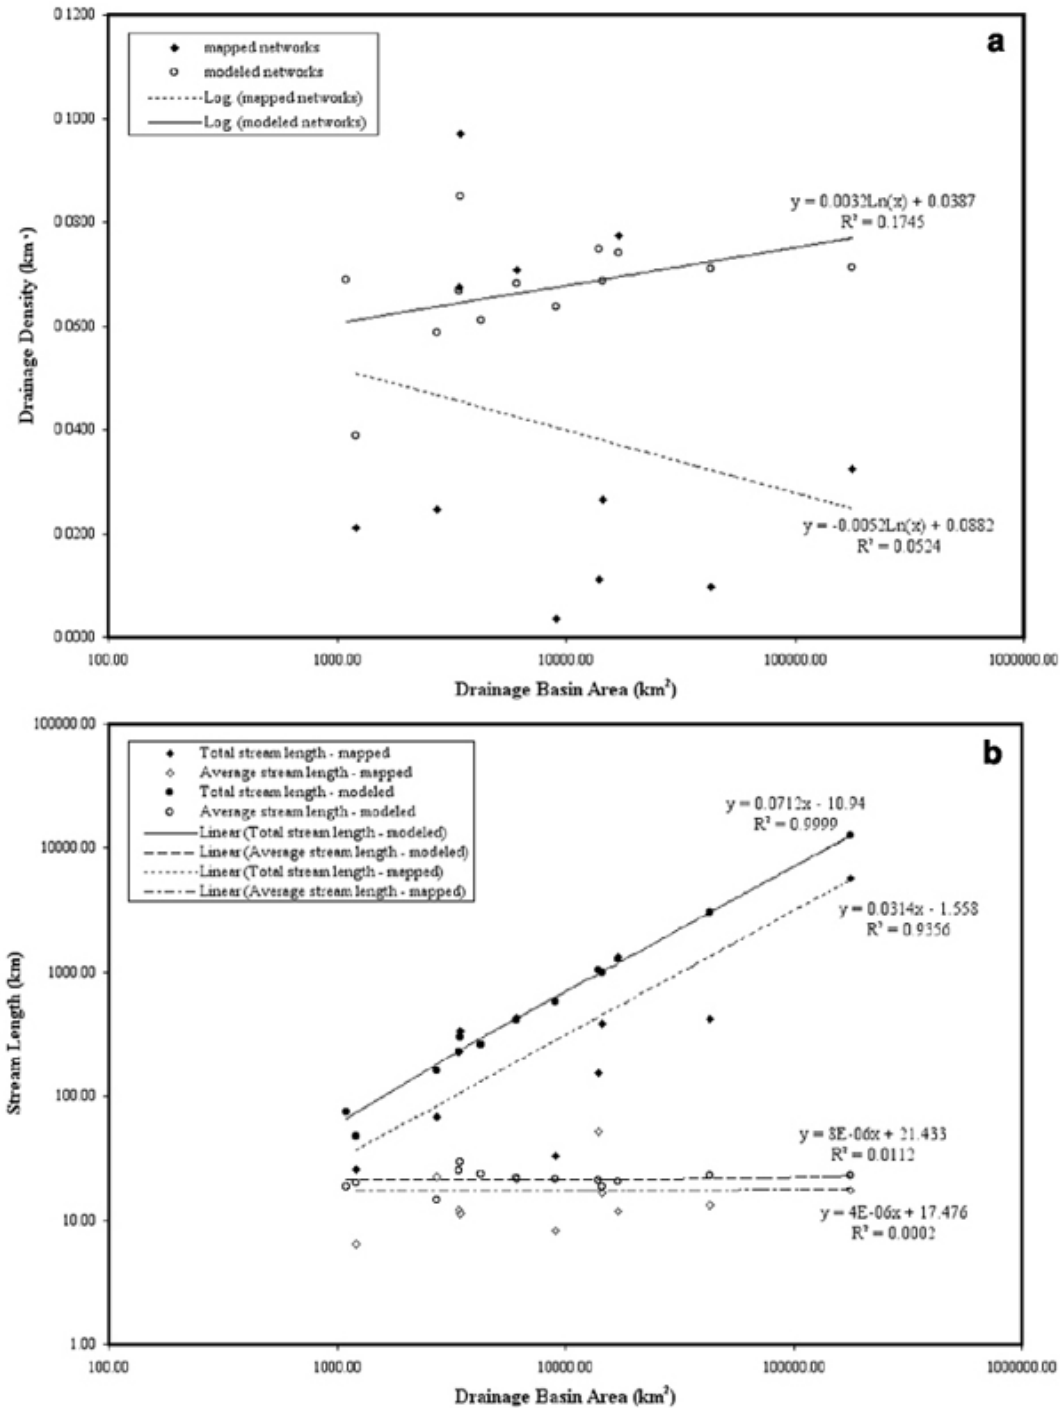 0.1200
a
mapped networks
modeled networks
Log. (mapped networks)
Log. (modeled networks)
0.1000
0.0800
y = 0.0032Ln(x) + 0.0387
R² = 0.1745
Drainage Density (km⁻¹)
0.0600
0.0400
y = -0.0052Ln(x) + 0.0882
R² = 0.0524
0.0200
0.0000
100.00 1000.00 10000.00 100000.00 1000000.00
Drainage Basin Area (km²)
100000.00
b
Total stream length - mapped
Average stream length - mapped
Total stream length - modeled
Average stream length - modeled
Linear (Total stream length - modeled)
Linear (Average stream length - modeled)
Linear (Total stream length - mapped)
Linear (Average stream length - mapped)
y = 0.0712x - 10.94
R² = 0.9999
10000.00
y = 0.0314x - 1.558
R² = 0.9356
1000.00
Stream Length (km)
100.00
y = 8E-06x + 21.433
R² = 0.0112
10.00
y = 4E-06x + 17.476
R² = 0.0002
1.00
100.00 1000.00 10000.00 100000.00 1000000.00
Drainage Basin Area (km²)